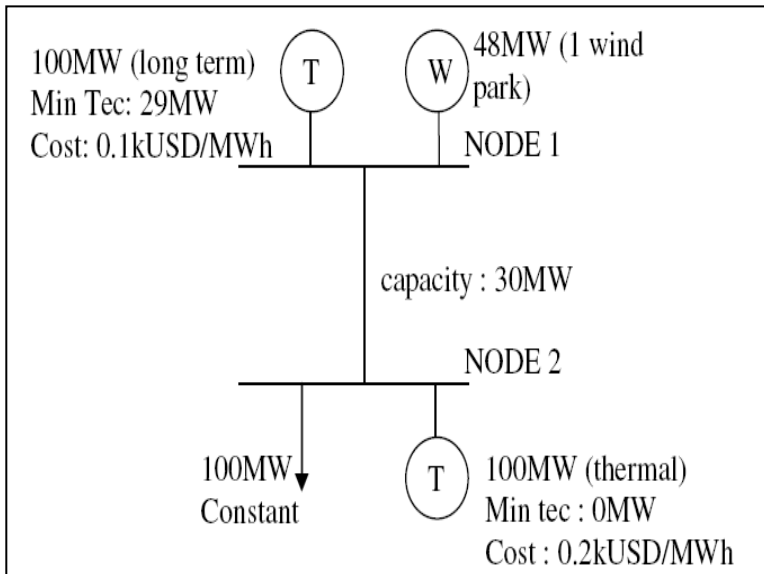 100MW (long term)
Min Tec: 29MW
Cost: 0.1kUSD/MWh
T
W
48MW (1 wind
park)
NODE 1
capacity : 30MW
NODE 2
100MW
Constant
T
100MW (thermal)
Min tec : 0MW
Cost : 0.2kUSD/MWh